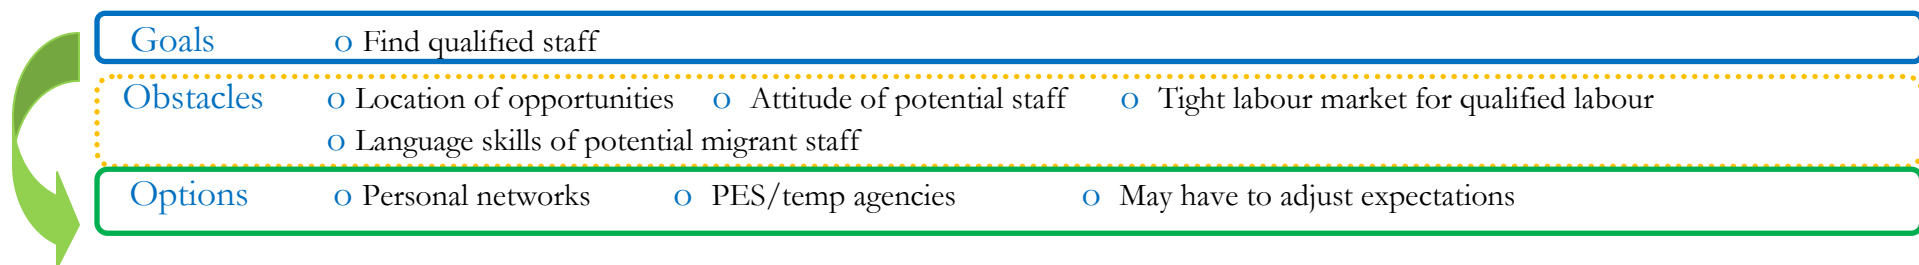 Goals o Find qualified staff
Obstacles o Location of opportunities o Attitude of potential staff o Tight labour market for qualified labour
o Language skills of potential migrant staff
Options o Personal networks o PES/temp agencies o May have to adjust expectations